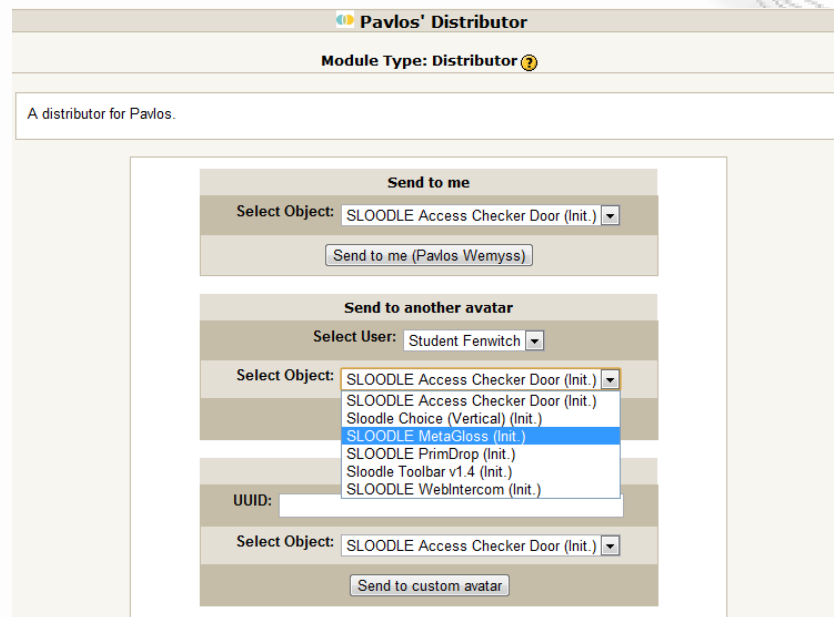 Pavlos' Distributor
Module Type: Distributor ?
A distributor for Pavlos.
Send to me
Select Object: SLOODLE Access Checker Door (Init.)
Send to me (Pavlos Wemyss)
Send to another avatar
Select User: Student Fenwitch
Select Object: SLOODLE Access Checker Door (Init.)
SLOODLE Access Checker Door (Init.)
Sloodle Choice (Vertical) (Init.)
SLOODLE MetaGloss (Init.)
SLOODLE PrimDrop (Init.)
Sloodle Toolbar v1.4 (Init.)
SLOODLE WebIntercom (Init.)
UUID:
Select Object: SLOODLE Access Checker Door (Init.)
Send to custom avatar